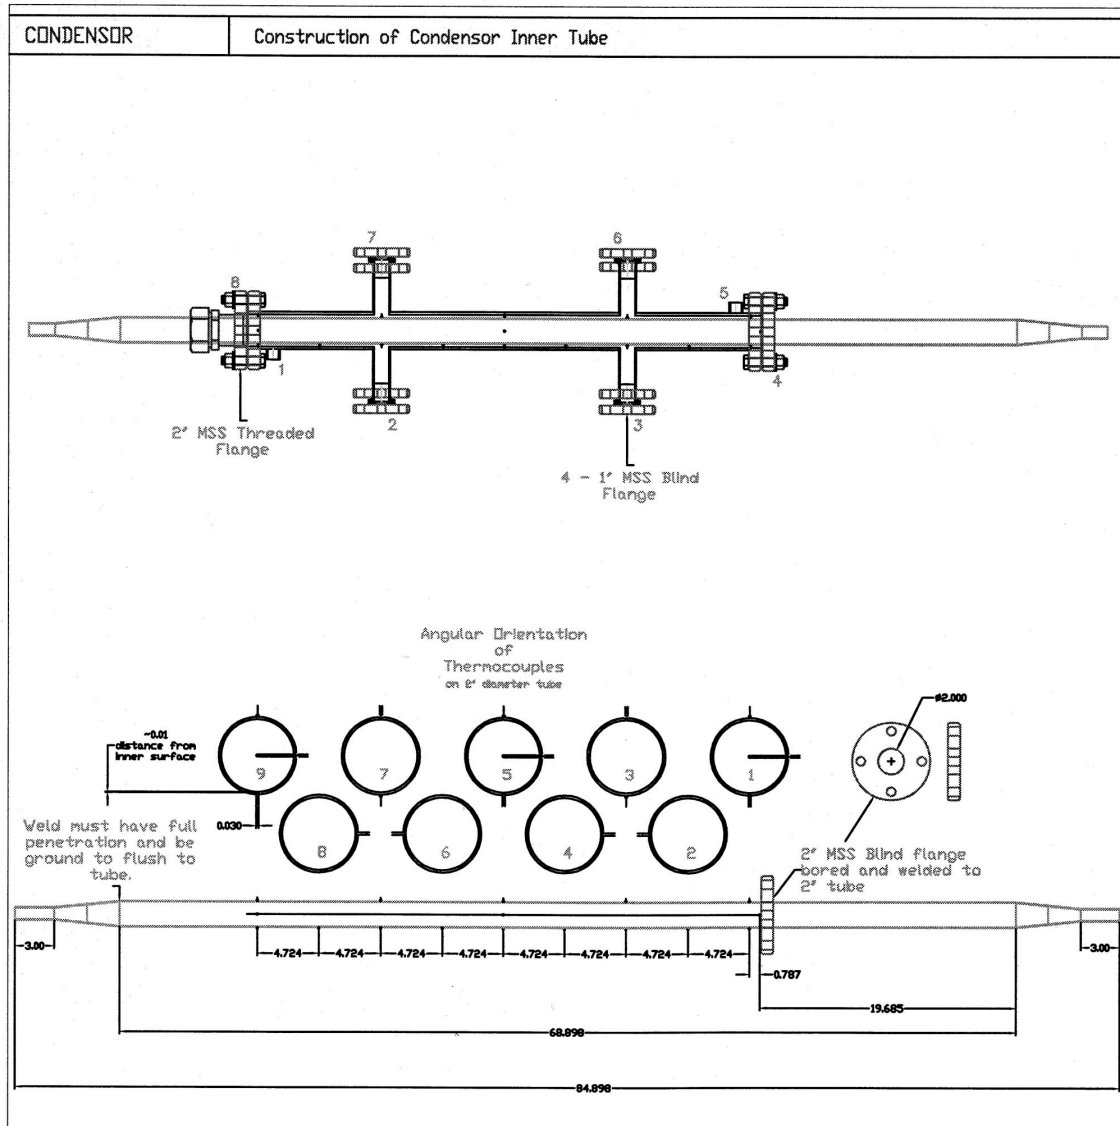 CONDENSOR
Construction of Condensor Inner Tube
7
6
8
5
1
4
2
3
2" MSS Threaded
Flange
4 - 1" MSS Blind
Flange
Angular Orientation
of
Thermocouples
on 2" diameter tube
ø2.000
~0.01
distance from
inner surface
9
7
5
3
1
0.030
8
6
4
2
Weld must have full
penetration and be
ground to flush to
tube.
2" MSS Blind flange
bored and welded to
2" tube
3.00
4.724
4.724
4.724
4.724
4.724
4.724
4.724
4.724
3.00
0.787
19.685
68.898
84.898